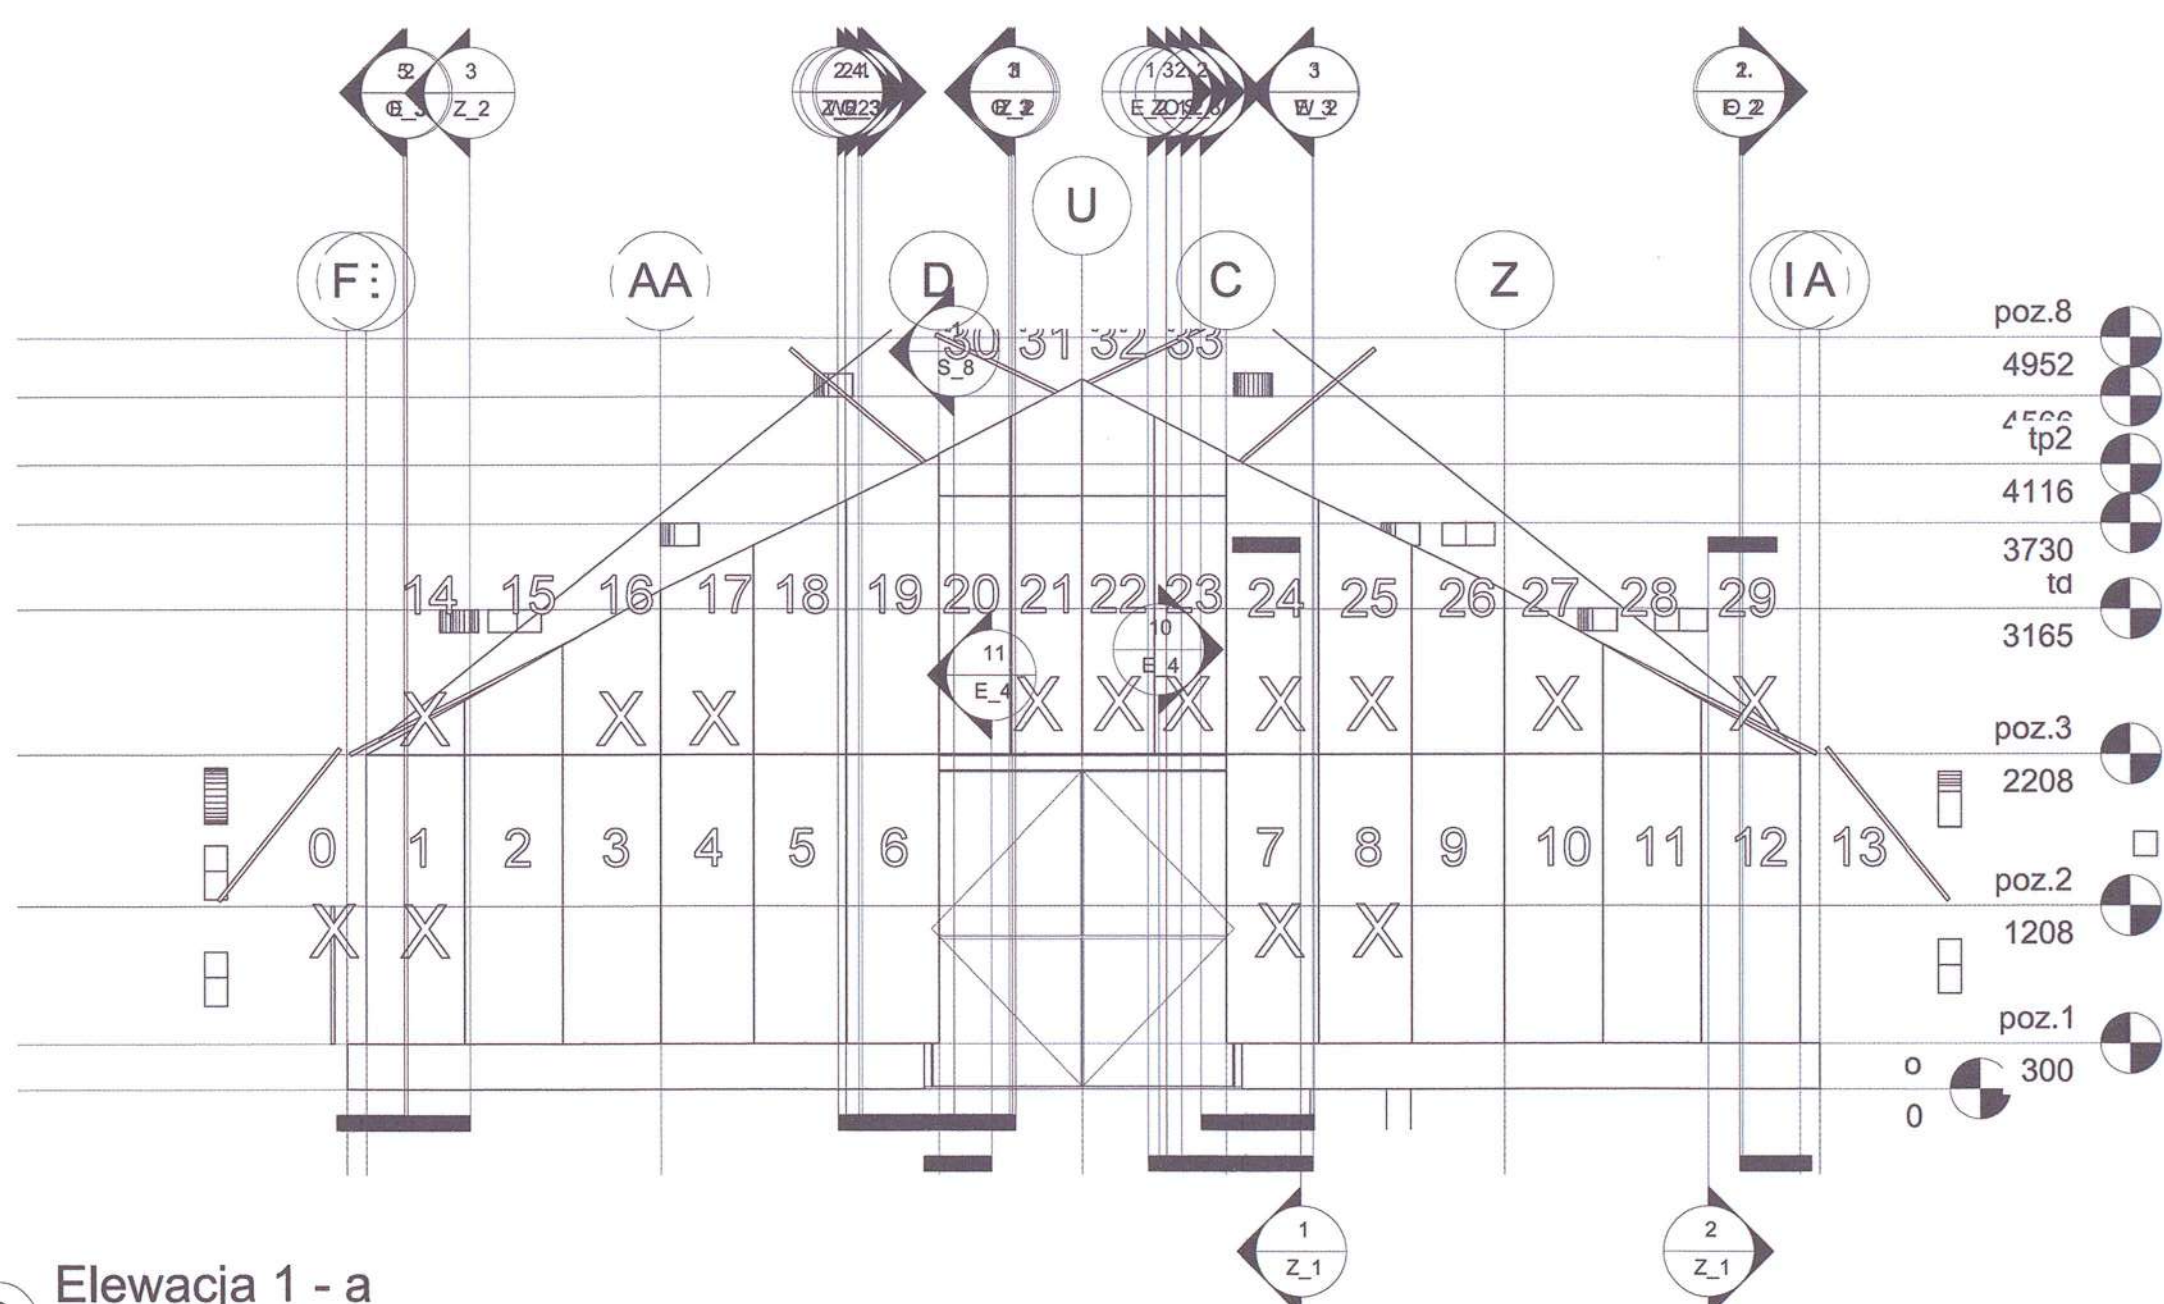 3
3
Z_2
3
U
F
AA
D
C
Z
I A
poz.8
30 31 32 33
1
S_8
4952
tp2
4116
3730
td
14 15 16 17 18 19 20 21 22 23 24 25 26 27 28 29
3165
10
E_4
11
E_4
X X X X X X X X X X
poz.3
2208
0 1 2 3 4 5 6 7 8 9 10 11 12 13
poz.2
X X X X
1208
poz.1
300
o
0
1
Z_1
2
Z_1
Elewacja 1 - a